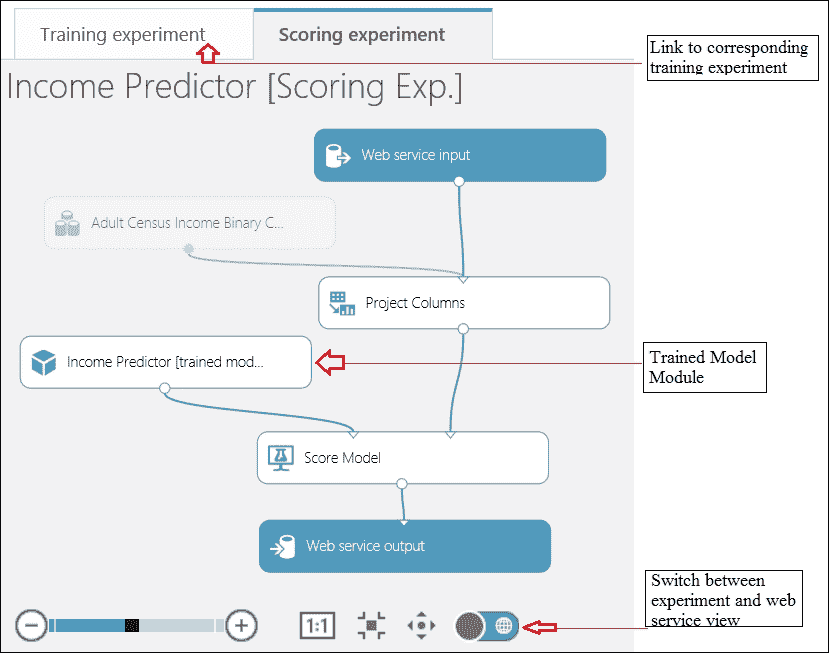 Training experiment
Scoring experiment
Link to corresponding
training experiment
Income Predictor [Scoring Exp.]
Web service input
Adult Census Income Binary C...
Project Columns
Income Predictor [trained mod...
Trained Model
Module
Score Model
Web service output
Switch between
experiment and web
service view
1:1